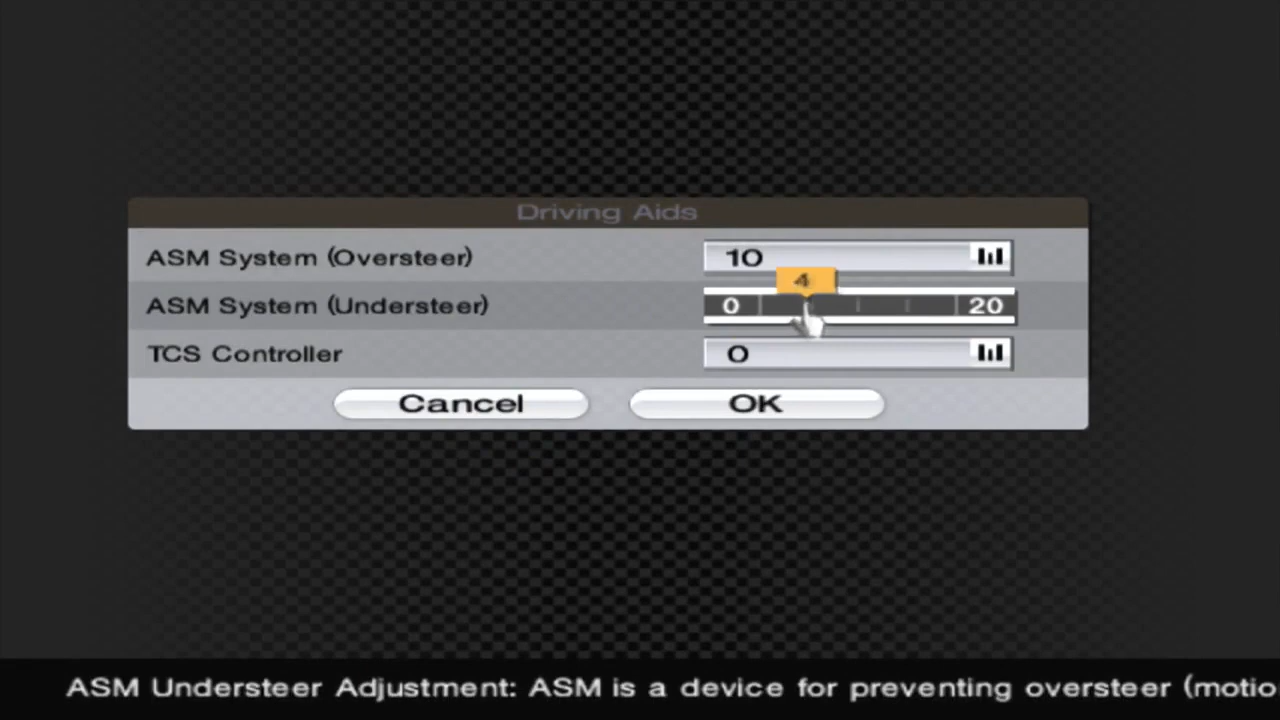 Driving Aids
ASM System (Oversteer) 10
4
ASM System (Understeer) 0 20
TCS Controller 0
Cancel OK
ASM Understeer Adjustment: ASM is a device for preventing oversteer (motio